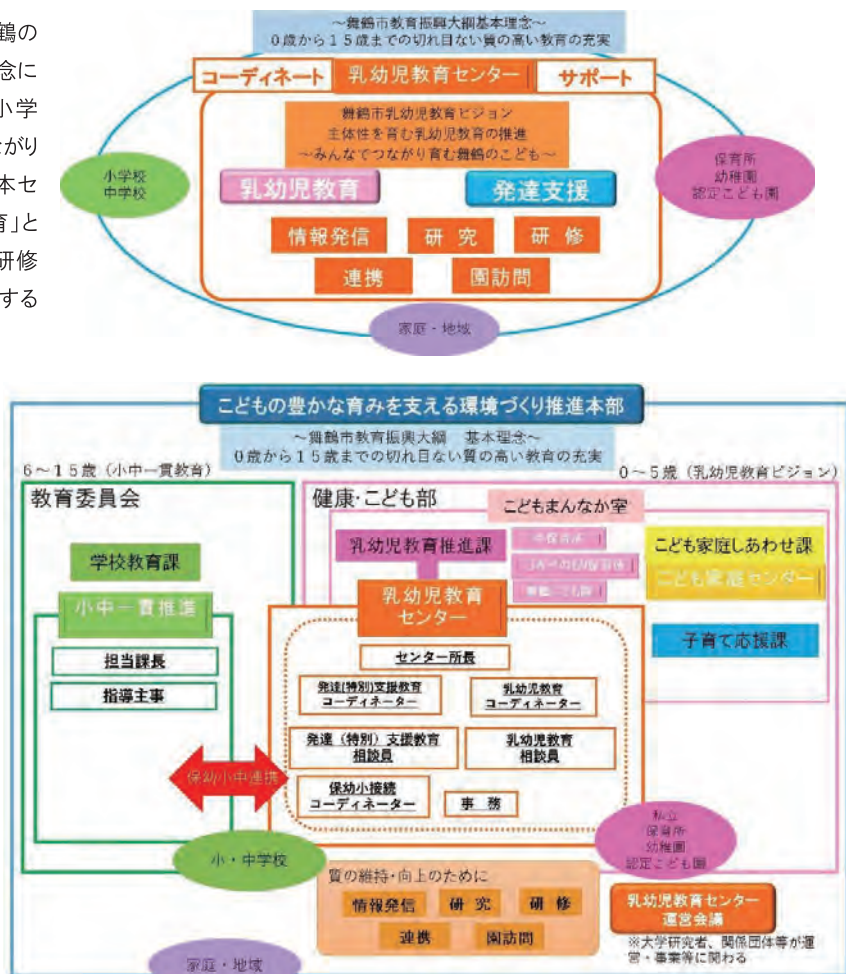 鶴の
念に
小学
ながり
本セ
育」と
研修
する
～舞鶴市教育振興大綱基本理念～
０歳から１５歳までの切れ目ない質の高い教育の充実
コーディネート
乳幼児教育センター
サポート
舞鶴市乳幼児教育ビジョン
主体性を育む乳幼児教育の推進
～みんなでつながり育む舞鶴のこども～
小学校
中学校
保育所
幼稚園
認定こども園
乳幼児教育
発達支援
情報発信
研 究
研 修
連携
園訪問
家庭・地域
こどもの豊かな育みを支える環境づくり推進本部
～舞鶴市教育振興大綱　基本理念～
０歳から１５歳までの切れ目ない質の高い教育の充実
６～１５歳（小中一貫教育）
０～５歳（乳幼児教育ビジョン）
教育委員会
健康・こども部
こどもまんなか室
学校教育課
小中一貫推進
担当課長
指導主事
乳幼児教育推進課
乳幼児教育
センター
こども家庭しあわせ課
こども家庭センター
子育て応援課
センター所長
発達(特別)支援教育
コーディネーター
乳幼児教育
コーディネーター
発達（特別）支援教育
相談員
乳幼児教育
相談員
保幼小接続
コーディネーター
事 務
保幼小中連携
小・中学校
私立
保育所
幼稚園
認定こども園
質の維持・向上のために
情報発信
研 究
研 修
連携
園訪問
乳幼児教育センター
運営会議
※大学研究者、関係団体等が運
営・事業等に関わる
家庭・地域